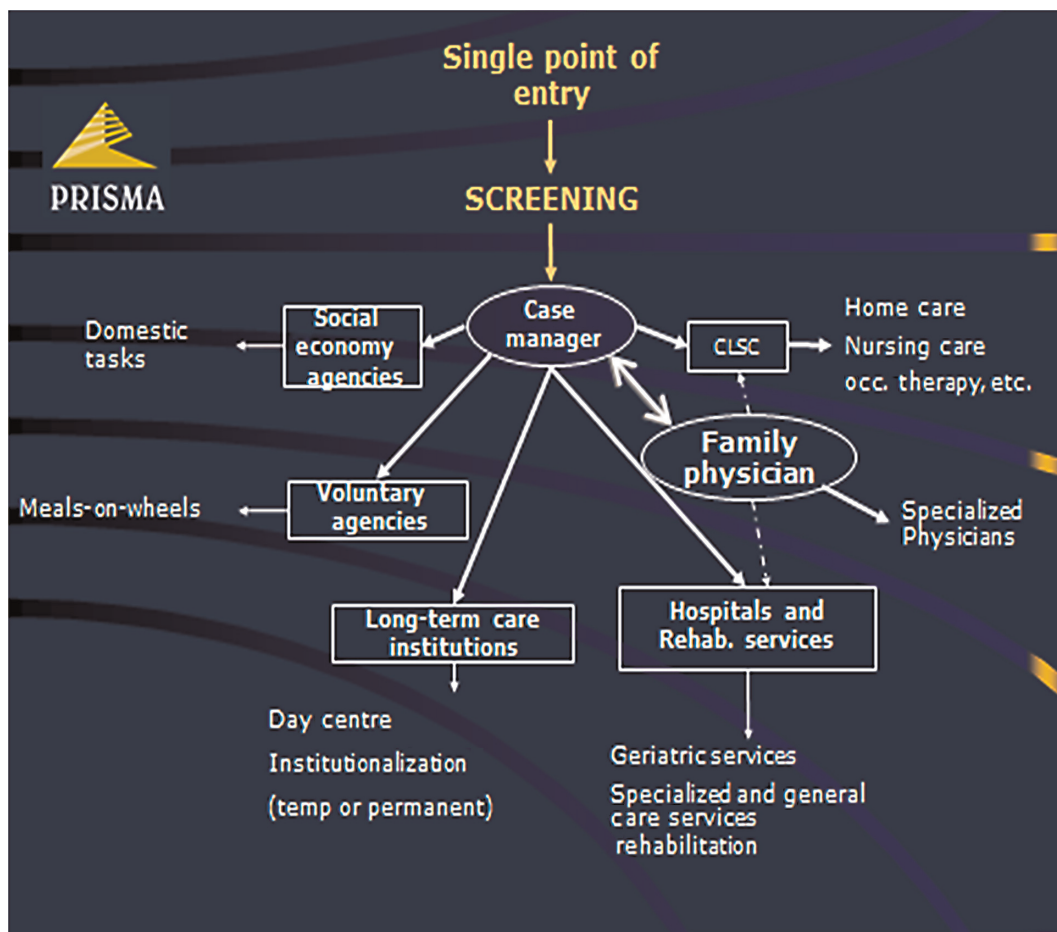 Single point of
entry
PRISMA
SCREENING
Case
manager
Social
economy
agencies
Domestic
tasks
CLSC
Home care
Nursing care
occ. therapy, etc.
Family
physician
Specialized
Physicians
Voluntary
agencies
Meals-on-wheels
Long-term care
institutions
Hospitals and
Rehab. services
Day centre
Institutionalization
(temp or permanent)
Geriatric services
Specialized and general
care services
rehabilitation